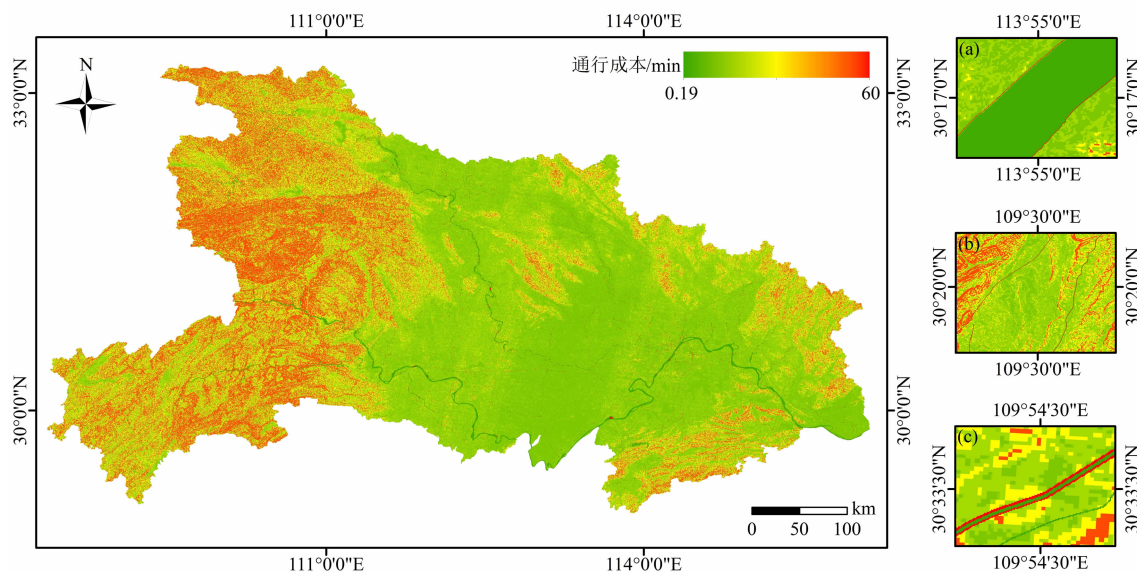 111°0'0"E
114°0'0"E
N
33°0'0"N
通行成本/min
0.19
60
33°0'0"N
30°0'0"N
30°0'0"N
km
0
50
100
111°0'0"E
114°0'0"E
113°55'0"E
(a)
30°17'0"N
30°17'0"N
113°55'0"E
109°30'0"E
(b)
30°20'0"N
30°20'0"N
109°30'0"E
109°54'30"E
(c)
30°33'30"N
30°33'30"N
109°54'30"E